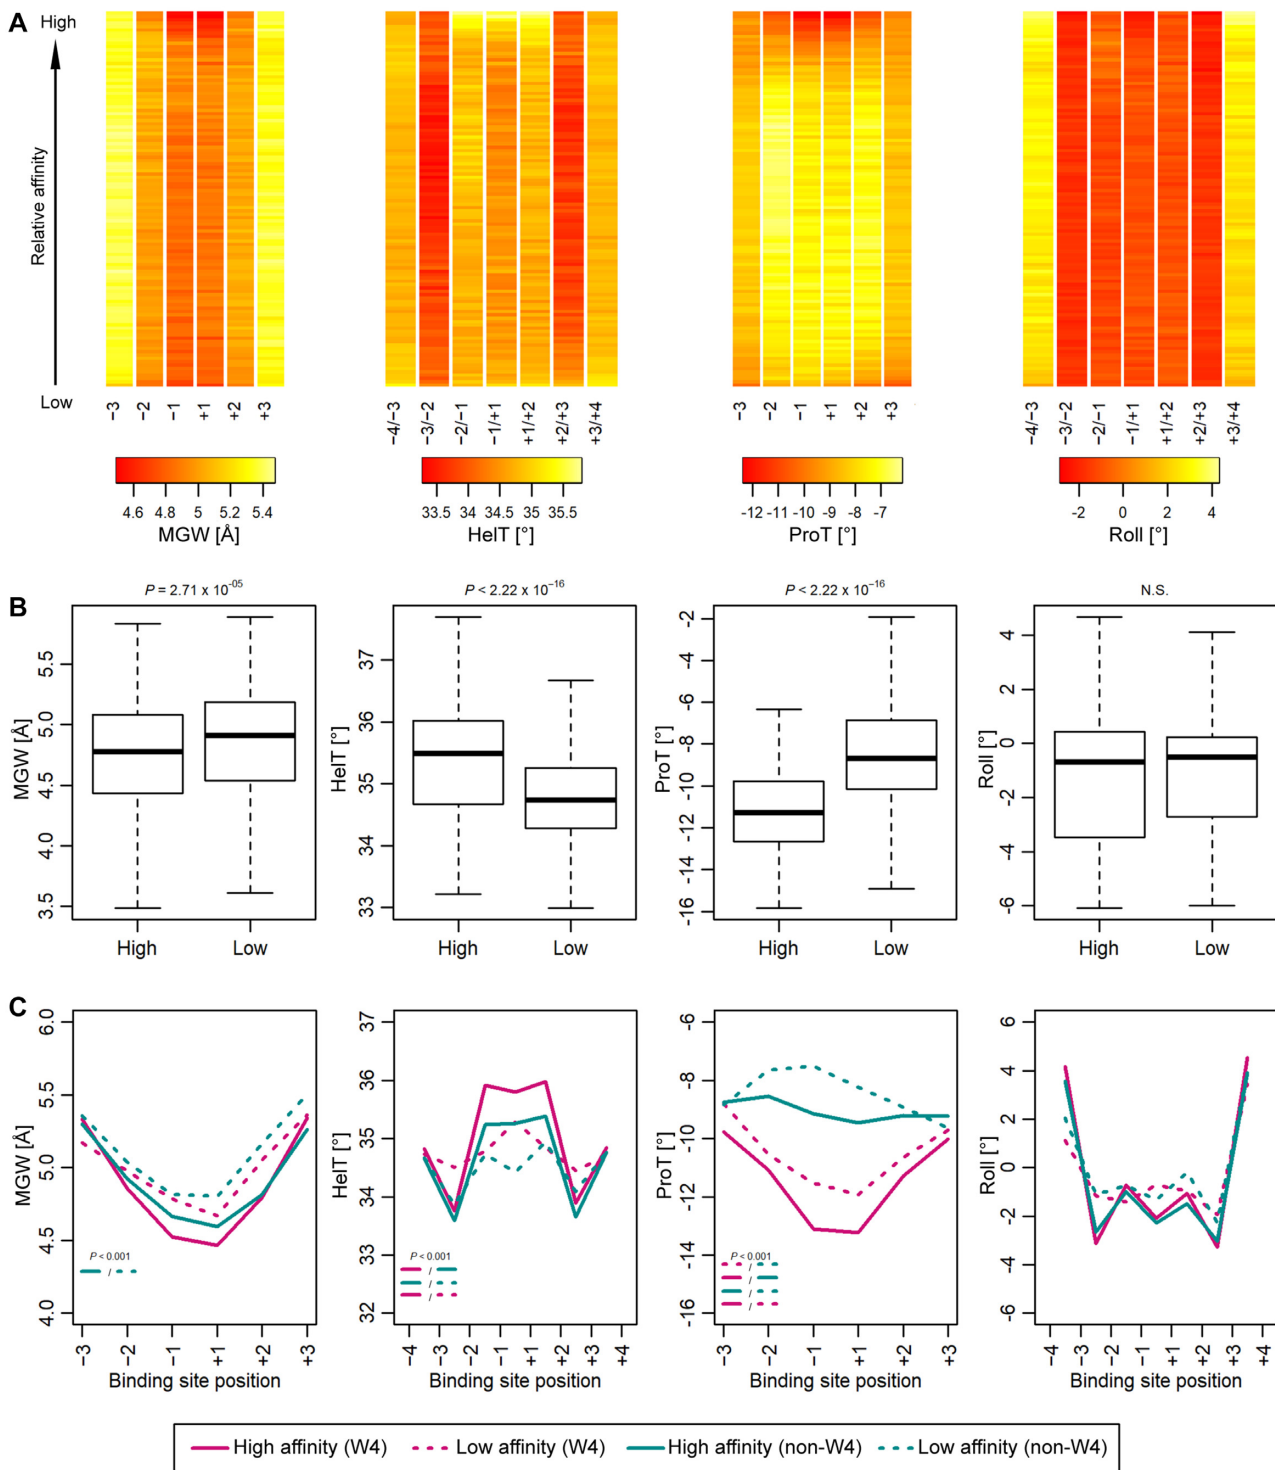 A
High
Relative affinity
Low
−3 −2 −1 +1 +2 +3
−4/−3 −3/−2 −2/−1 −1/+1 +1/+2 +2/+3 +3/+4
−3 −2 −1 +1 +2 +3
−4/−3 −3/−2 −2/−1 −1/+1 +1/+2 +2/+3 +3/+4
4.6 4.8 5 5.2 5.4
MGW [Å]
33.5 34 34.5 35 35.5
HelT [°]
-12 -11 -10 -9 -8 -7
ProT [°]
-2 0 2 4
Roll [°]
B
P = 2.71 x 10⁻⁰⁵
MGW [Å]
5.5
5.0
4.5
4.0
3.5
High Low
P < 2.22 x 10⁻¹⁶
HelT [°]
37
36
35
34
33
High Low
P < 2.22 x 10⁻¹⁶
ProT [°]
-2
-4
-6
-8
-10
-12
-14
-16
High Low
N.S.
Roll [°]
4
2
0
-2
-4
-6
High Low
C
MGW [Å]
6.0
5.5
5.0
4.5
4.0
P < 0.001
/
−3 −2 −1 +1 +2 +3
Binding site position
HelT [°]
37
36
35
34
33
32
P < 0.001
/
/
/
−4 −3 −2 −1 +1 +2 +3 +4
Binding site position
ProT [°]
-6
-8
-10
-12
-14
-16
P < 0.001
/
/
/
/
−3 −2 −1 +1 +2 +3
Binding site position
Roll [°]
6
4
2
0
-2
-4
-6
−4 −3 −2 −1 +1 +2 +3 +4
Binding site position
High affinity (W4) Low affinity (W4) High affinity (non-W4) Low affinity (non-W4)